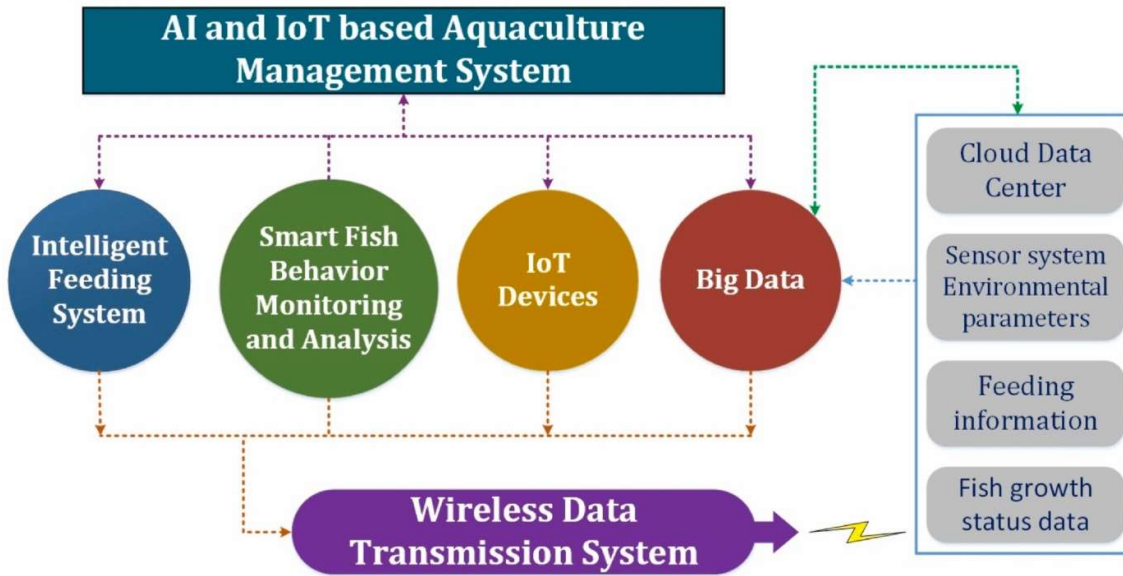 AI and IoT based Aquaculture
Management System
Intelligent
Feeding
System
Smart Fish
Behavior
Monitoring
and Analysis
IoT
Devices
Big Data
Cloud Data
Center
Sensor system
Environmental
parameters
Feeding
information
Fish growth
status data
Wireless Data
Transmission System